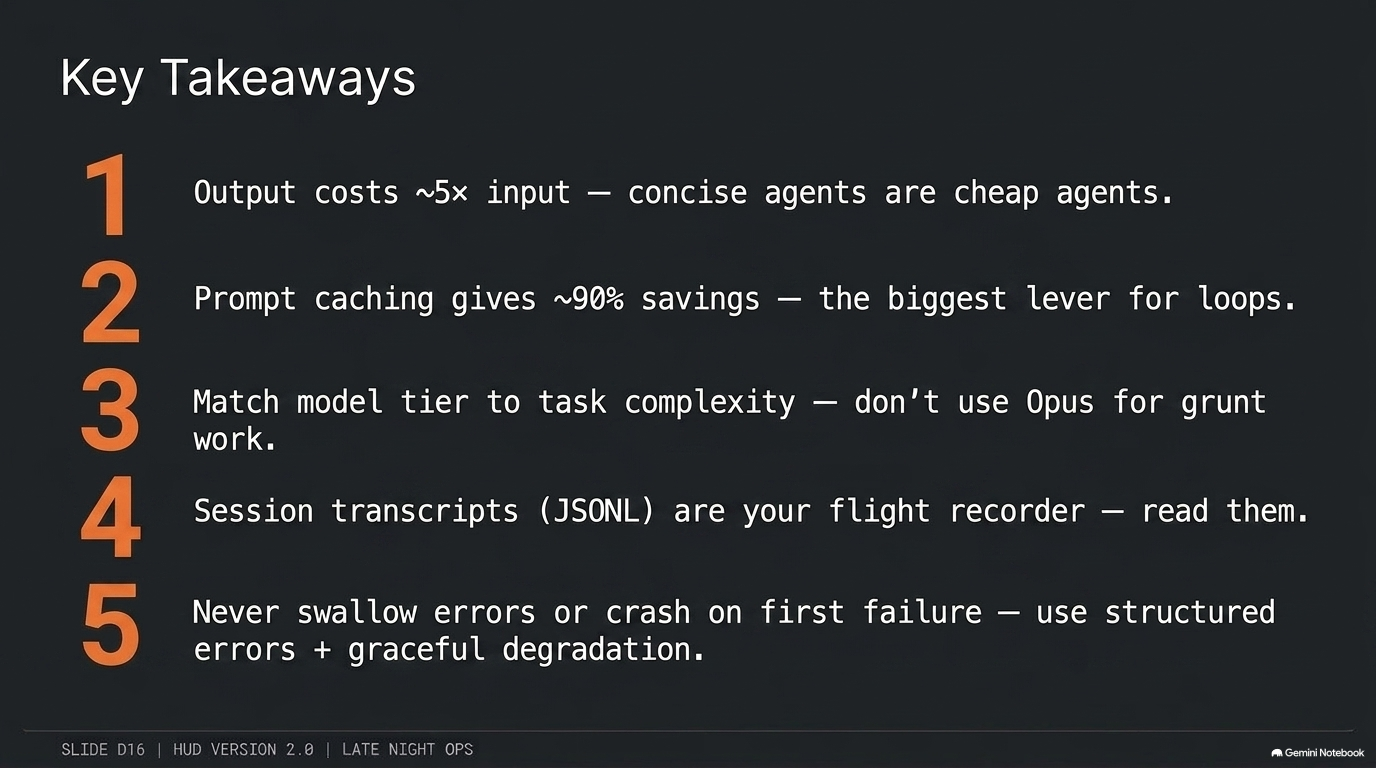 Key Takeaways
1
Output costs ~5× input — concise agents are cheap agents.
2
Prompt caching gives ~90% savings — the biggest lever for loops.
3
Match model tier to task complexity — don’t use Opus for grunt
work.
4
Session transcripts (JSONL) are your flight recorder — read them.
5
Never swallow errors or crash on first failure — use structured
errors + graceful degradation.
SLIDE D16 | HUD VERSION 2.0 | LATE NIGHT OPS
Gemini Notebook